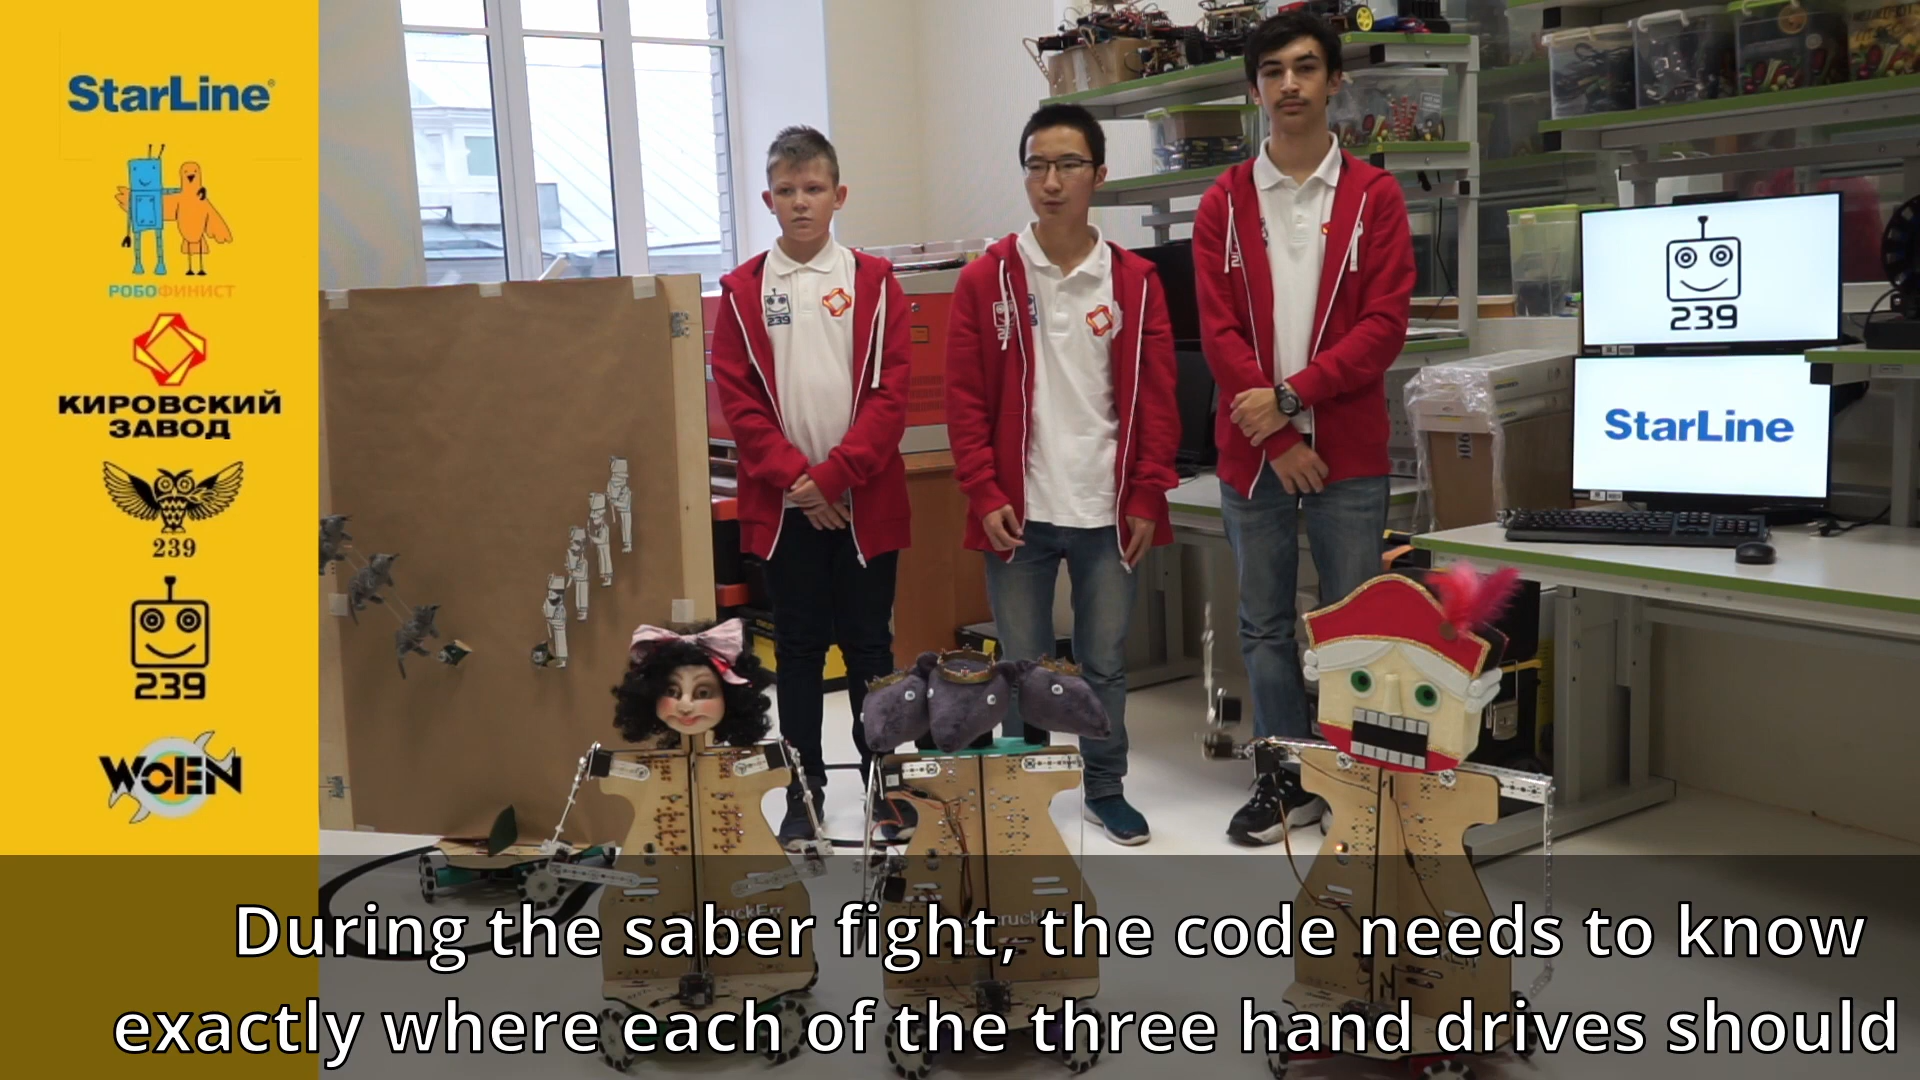 StarLine
РОБОФИНИСТ
КИРОВСКИЙ
ЗАВОД
239
239
WOEN
239
239
StarLine
During the saber fight, the code needs to know
exactly where each of the three hand drives should